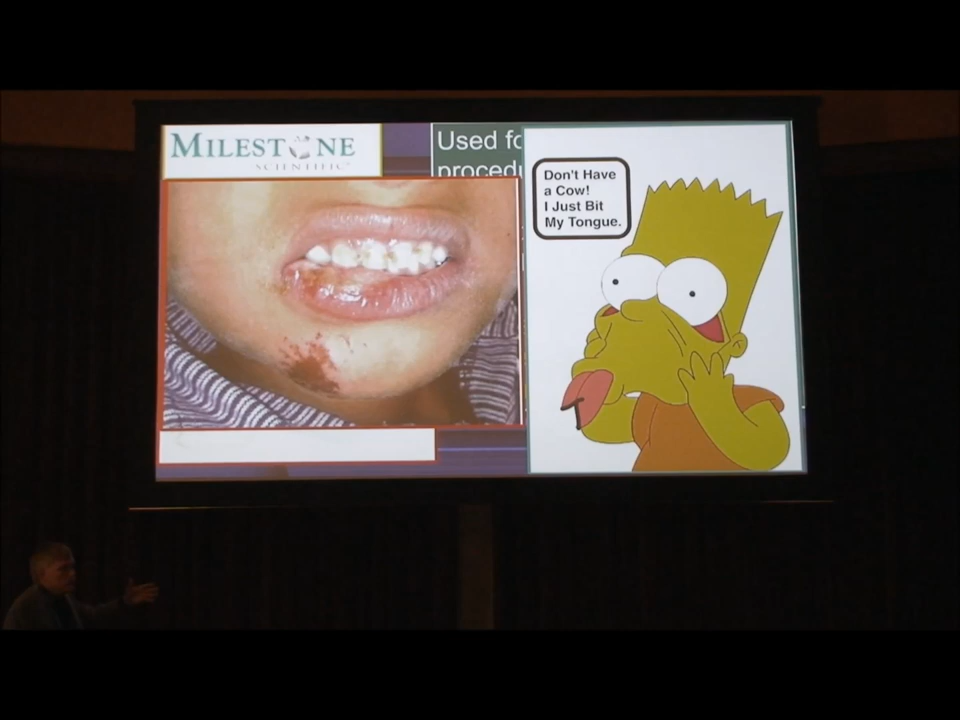 MILESTONE
SCIENTIFIC
Used fo
procedu
Don't Have
a Cow!
I Just Bit
My Tongue.